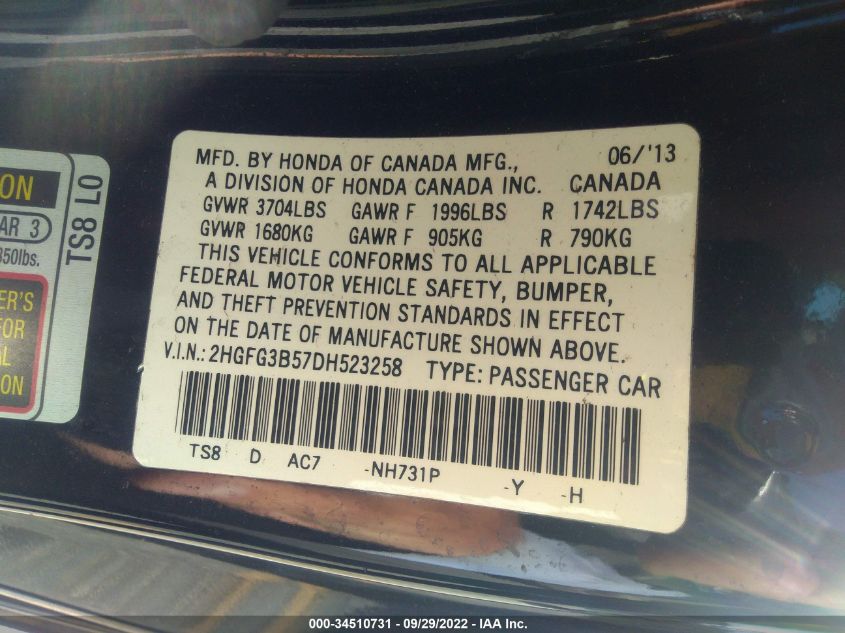 ON
AR 3
350lbs.
ER'S
FOR
AL
ION
TS8 L0
MFD. BY HONDA OF CANADA MFG., 06/'13
A DIVISION OF HONDA CANADA INC. CANADA
GVWR 3704LBS GAWR F 1996LBS R 1742LBS
GVWR 1680KG GAWR F 905KG R 790KG
THIS VEHICLE CONFORMS TO ALL APPLICABLE
FEDERAL MOTOR VEHICLE SAFETY, BUMPER,
AND THEFT PREVENTION STANDARDS IN EFFECT
ON THE DATE OF MANUFACTURE SHOWN ABOVE.
V.I.N.: 2HGFG3B57DH523258 TYPE: PASSENGER CAR
TS8 D AC7 -NH731P -Y -H
000-34510731 - 09/29/2022 - IAA Inc.